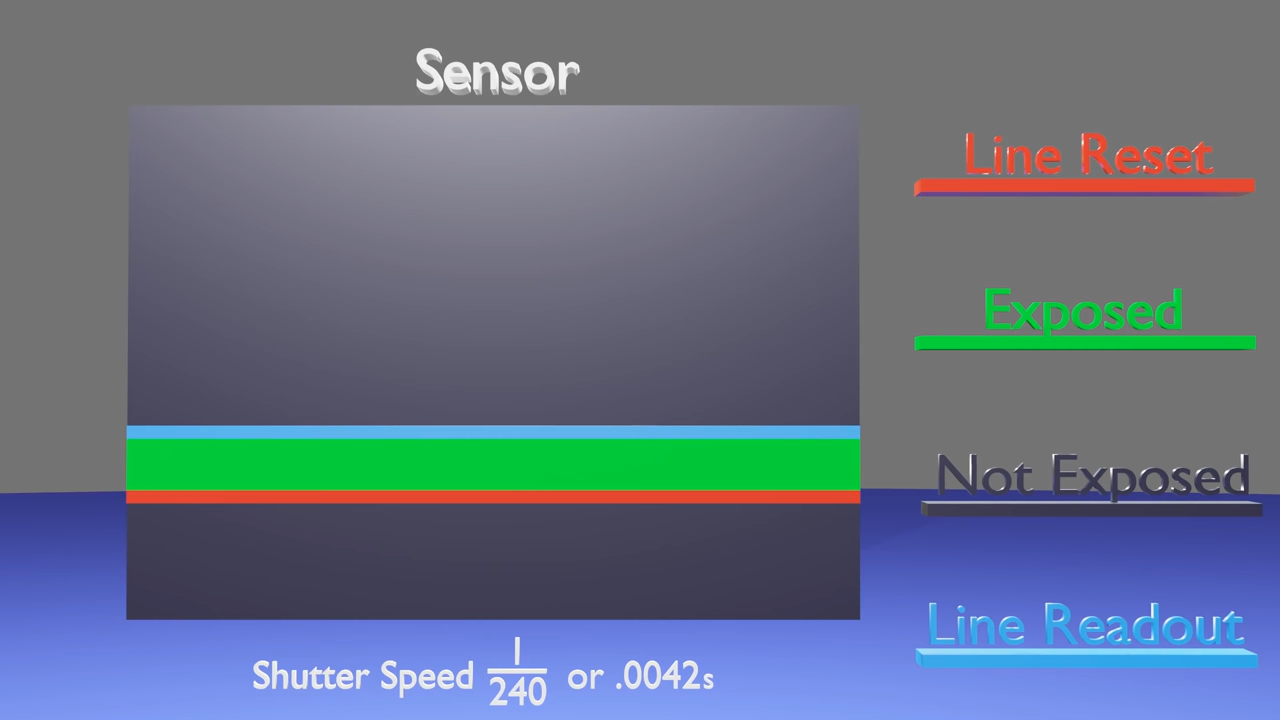 Sensor
Line Reset
Exposed
Not Exposed
Line Readout
Shutter Speed 1/240 or .0042s